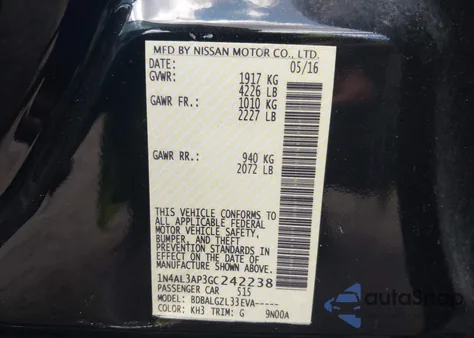 MFD BY NISSAN MOTOR CO., LTD.
DATE: 05/16
GVWR: 1917 KG
4226 LB
GAWR FR.: 1010 KG
2227 LB
GAWR RR.: 940 KG
2072 LB
THIS VEHICLE CONFORMS TO
ALL APPLICABLE FEDERAL
MOTOR VEHICLE SAFETY,
BUMPER, AND THEFT
PREVENTION STANDARDS IN
EFFECT ON THE DATE OF
MANUFACTURE SHOWN ABOVE.
1N4AL3AP3GC242238
PASSENGER CAR 515
MODEL: BDBALGZL33EVA-----
COLOR: KH3 TRIM: G 9N00A
autosnap